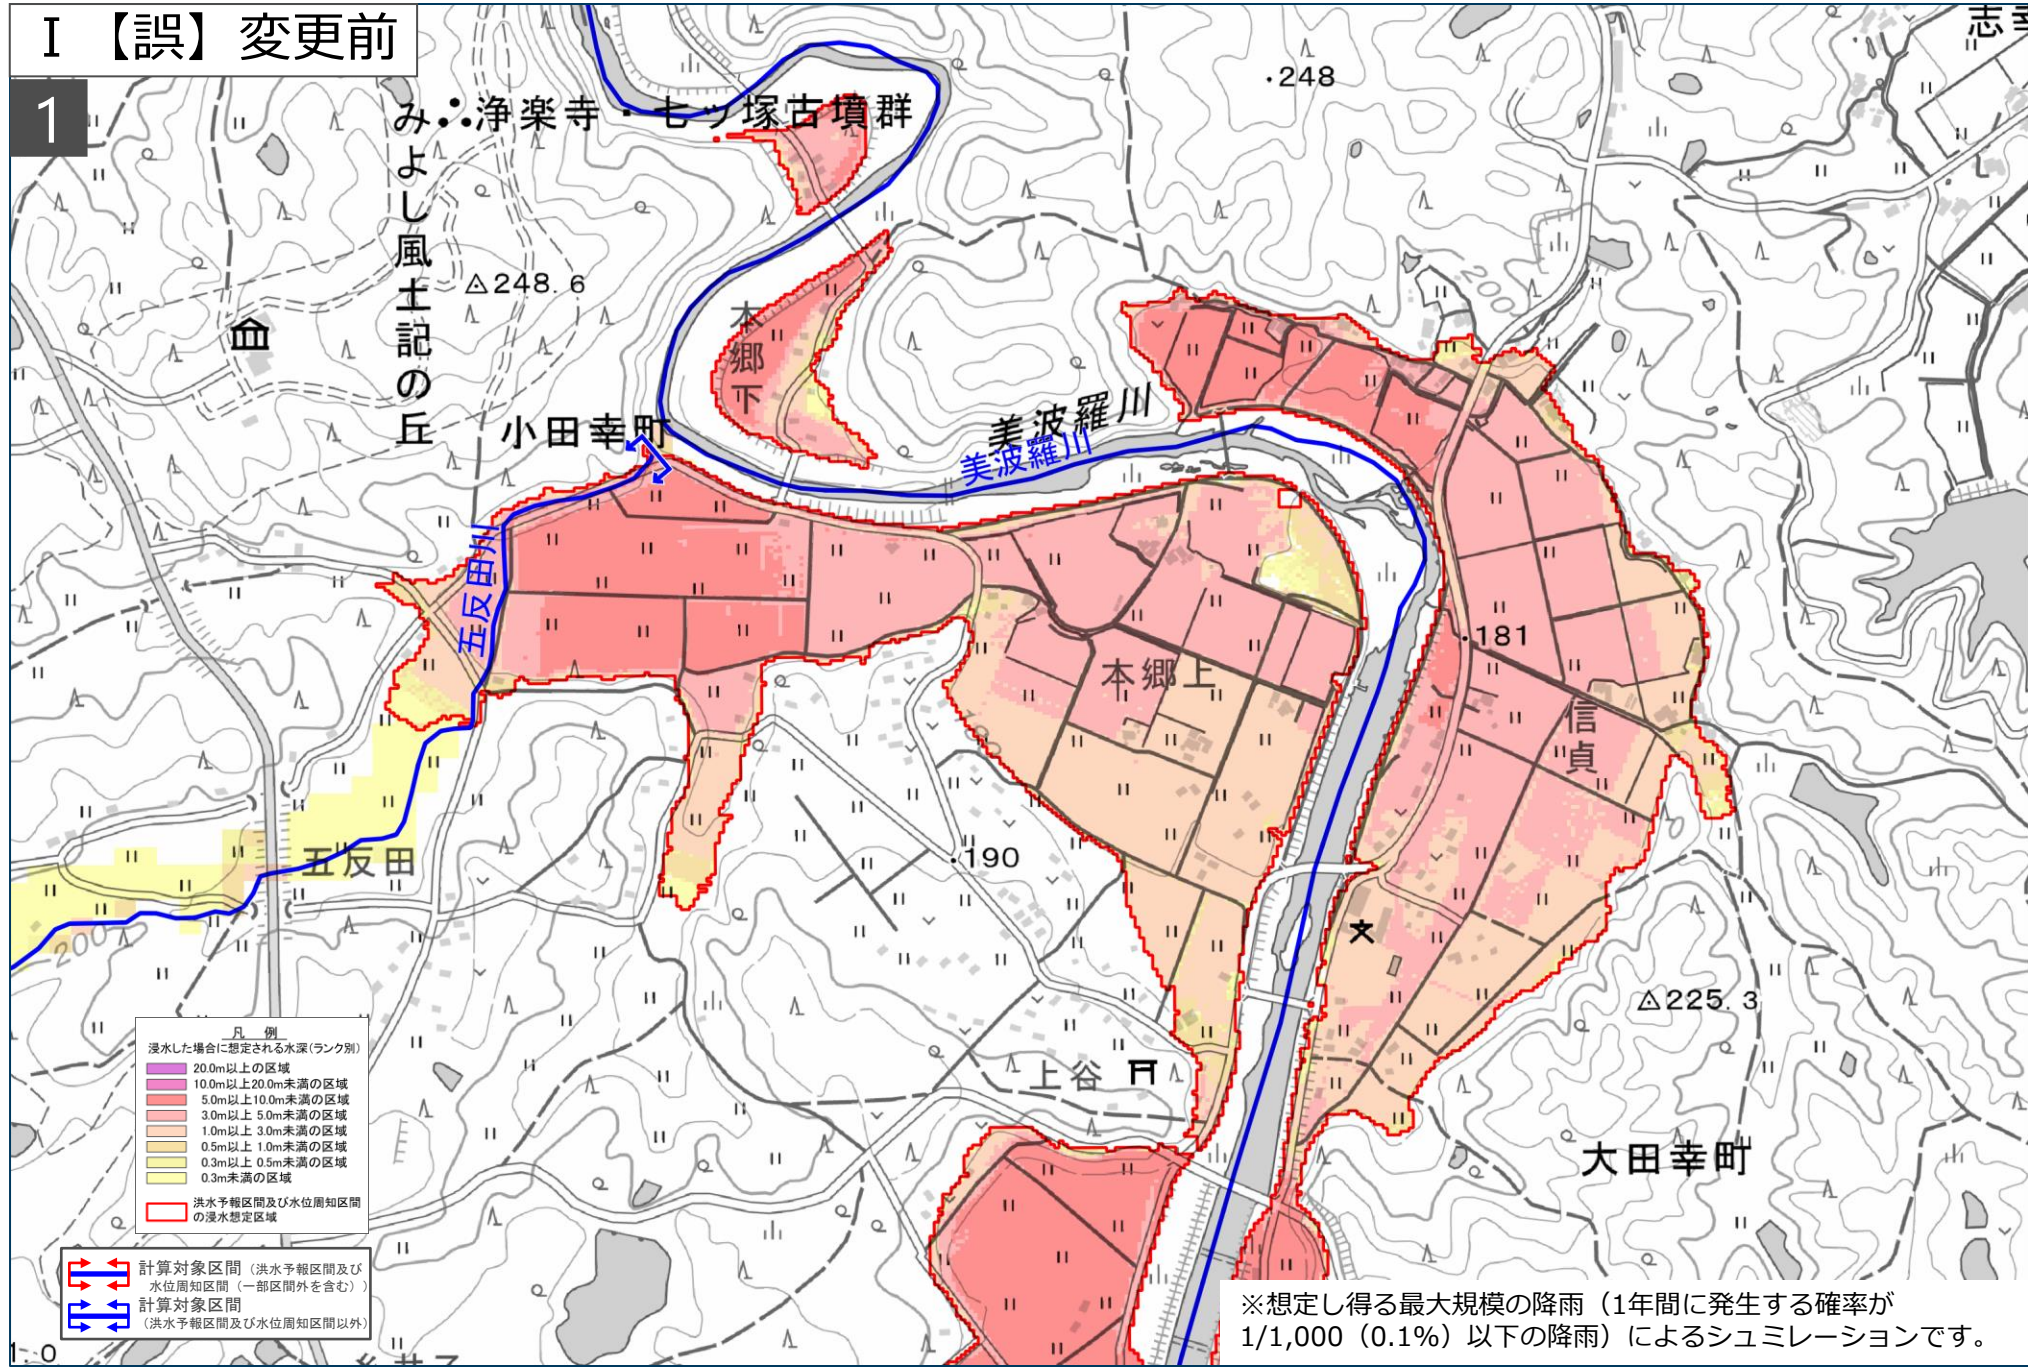 Ⅰ 【誤】変更前
1
志幸
・248
浄楽寺・七ッ塚古墳群
みよし風土記の丘
248.6
本郷下
小田幸町
美波羅川
美波羅川
200
五反田川
181
本郷上
信貞
190
五反田
200
225.3
上谷
大田幸町
凡 例
浸水した場合に想定される水深(ランク別)
20.0m以上の区域
10.0m以上20.0m未満の区域
5.0m以上10.0m未満の区域
3.0m以上 5.0m未満の区域
1.0m以上 3.0m未満の区域
0.5m以上 1.0m未満の区域
0.3m以上 0.5m未満の区域
0.3m未満の区域
洪水予報区間及び水位周知区間
の浸水想定区域
計算対象区間(洪水予報区間及び
水位周知区間(一部区間外を含む))
計算対象区間
(洪水予報区間及び水位周知区間以外)
※想定し得る最大規模の降雨(1年間に発生する確率が
1/1,000(0.1%)以下の降雨)によるシュミレーションです。